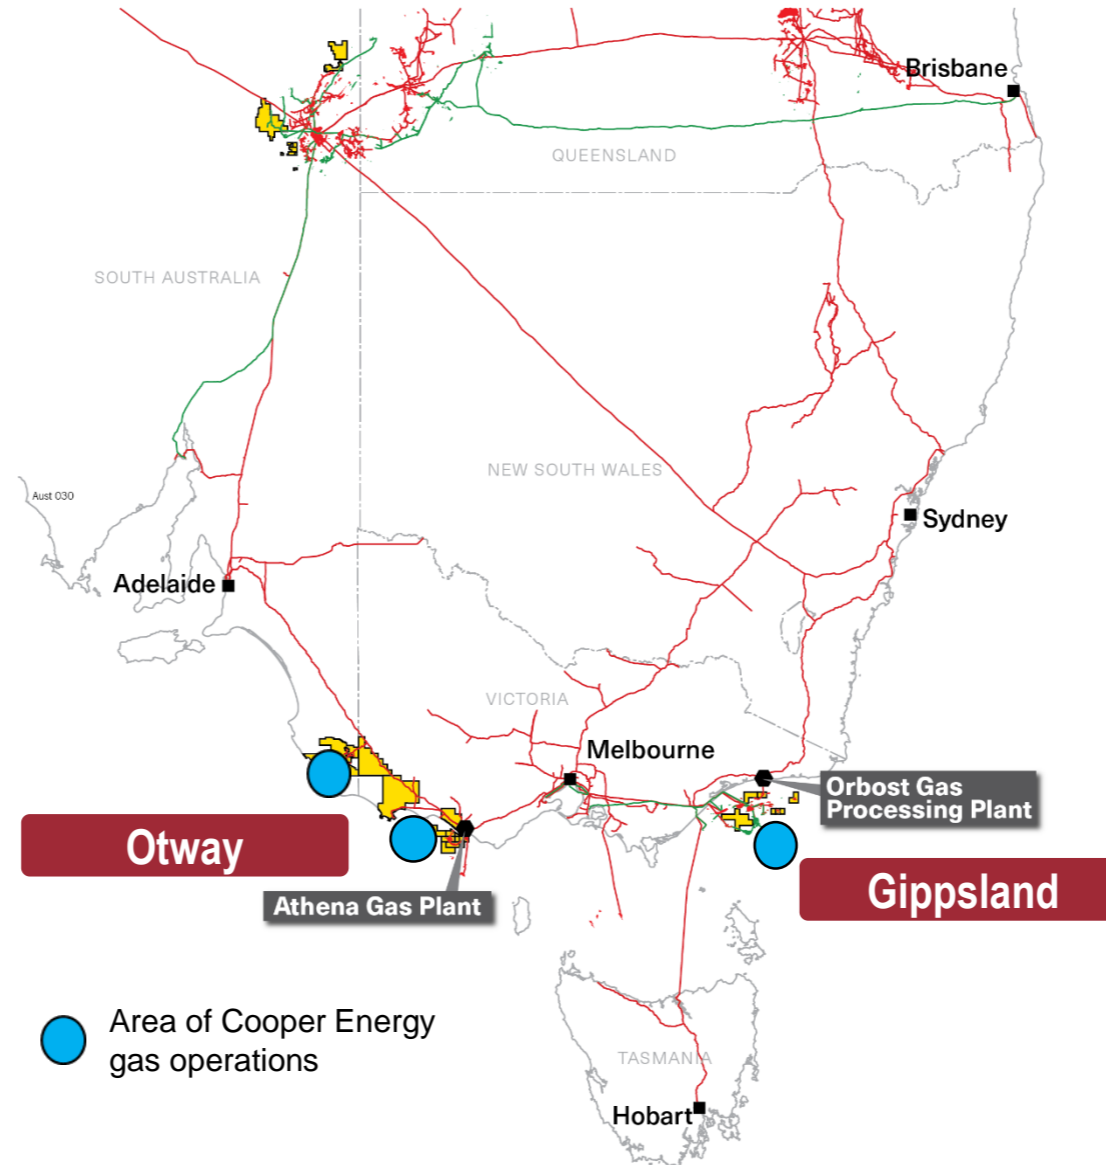 Brisbane
QUEENSLAND
SOUTH AUSTRALIA
NEW SOUTH WALES
Aust 030
Sydney
Adelaide
VICTORIA
Melbourne
Orbost Gas
Processing Plant
Otway
Gippsland
Athena Gas Plant
Area of Cooper Energy
gas operations
TASMANIA
Hobart